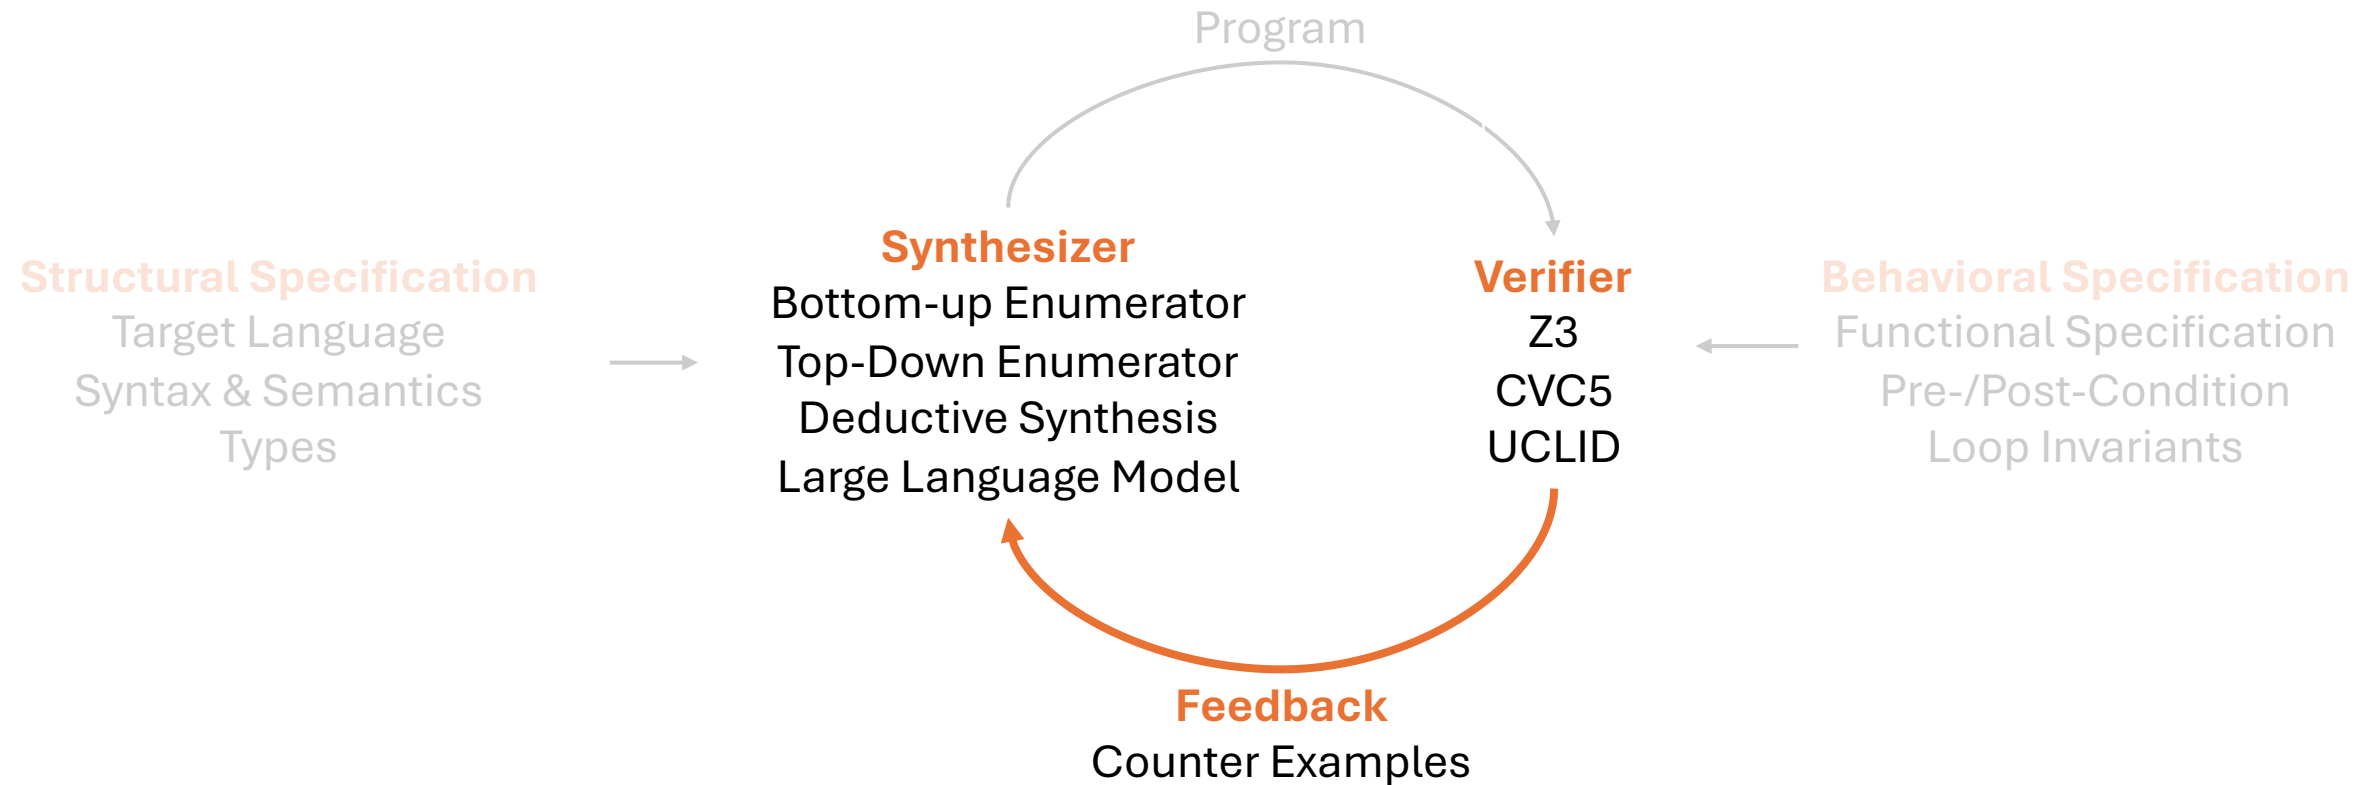 Program
Structural Specification
Target Language
Syntax & Semantics
Types
Synthesizer
Bottom-up Enumerator
Top-Down Enumerator
Deductive Synthesis
Large Language Model
Verifier
Z3
CVC5
UCLID
Behavioral Specification
Functional Specification
Pre-/Post-Condition
Loop Invariants
Feedback
Counter Examples